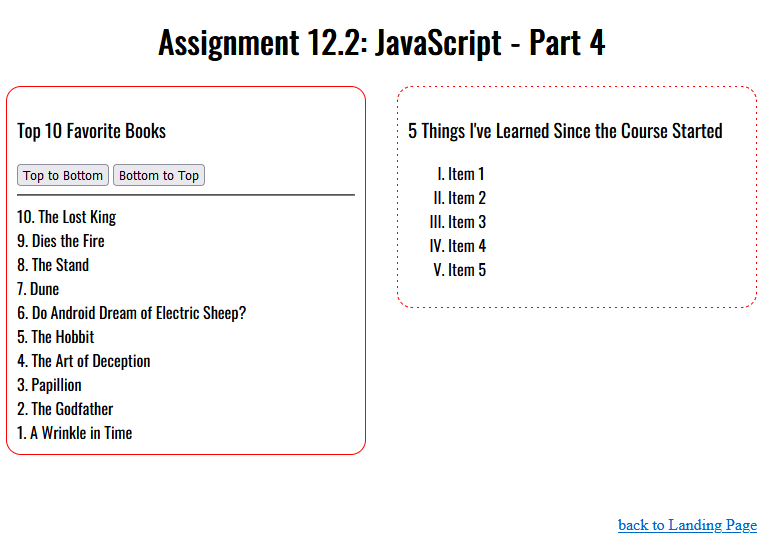 Assignment 12.2: JavaScript - Part 4
Top 10 Favorite Books
Top to Bottom Bottom to Top
10. The Lost King
9. Dies the Fire
8. The Stand
7. Dune
6. Do Android Dream of Electric Sheep?
5. The Hobbit
4. The Art of Deception
3. Papillion
2. The Godfather
1. A Wrinkle in Time
5 Things I've Learned Since the Course Started
I. Item 1
II. Item 2
III. Item 3
IV. Item 4
V. Item 5
back to Landing Page